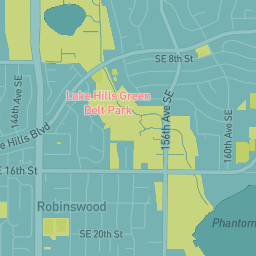 SE 8th St
Lake Hills Green
Belt Park
146th Ave SE
156th Ave SE
160th Ave SE
e Hills Blvd
SE 16th St
Robinswood
Phantom
SE 20th St